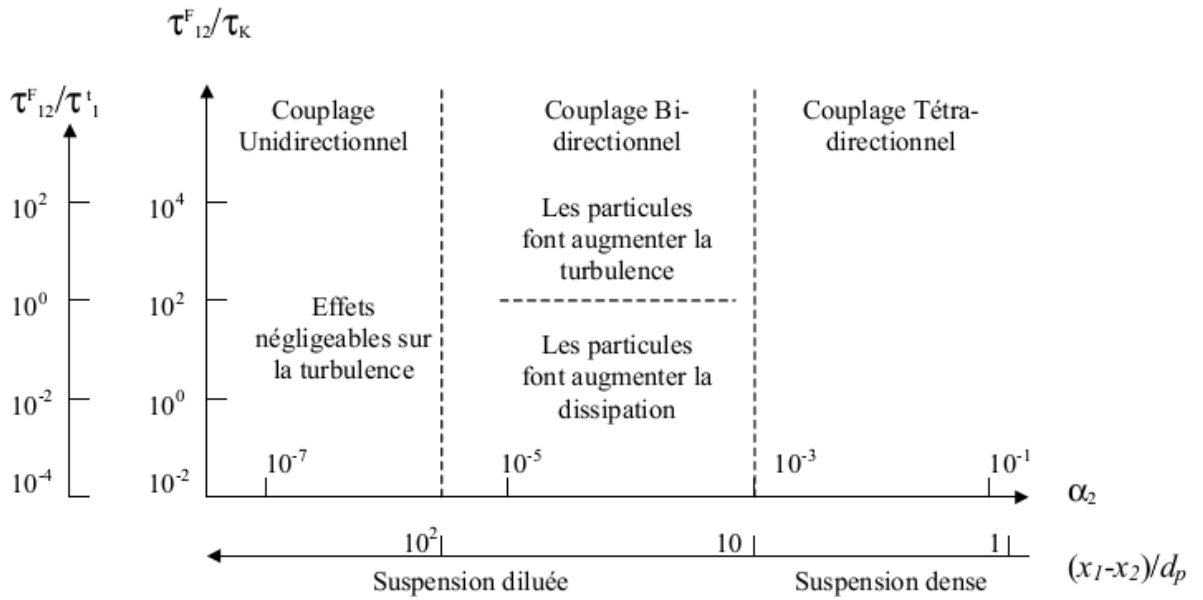 τᶠ₁₂/τₖ
τᶠ₁₂/τᵗ₁
Couplage
Unidirectionnel
Couplage Bi-
directionnel
Couplage Tétra-
directionnel
10² 10⁴
Les particules
font augmenter la
turbulence
10⁰ 10²
Effets
négligeables sur
la turbulence
Les particules
font augmenter la
dissipation
10⁻² 10⁰
10⁻⁷ 10⁻⁵ 10⁻³ 10⁻¹
10⁻⁴ 10⁻²
α₂
10² 10 1
(x₁-x₂)/dₚ
Suspension diluée Suspension dense